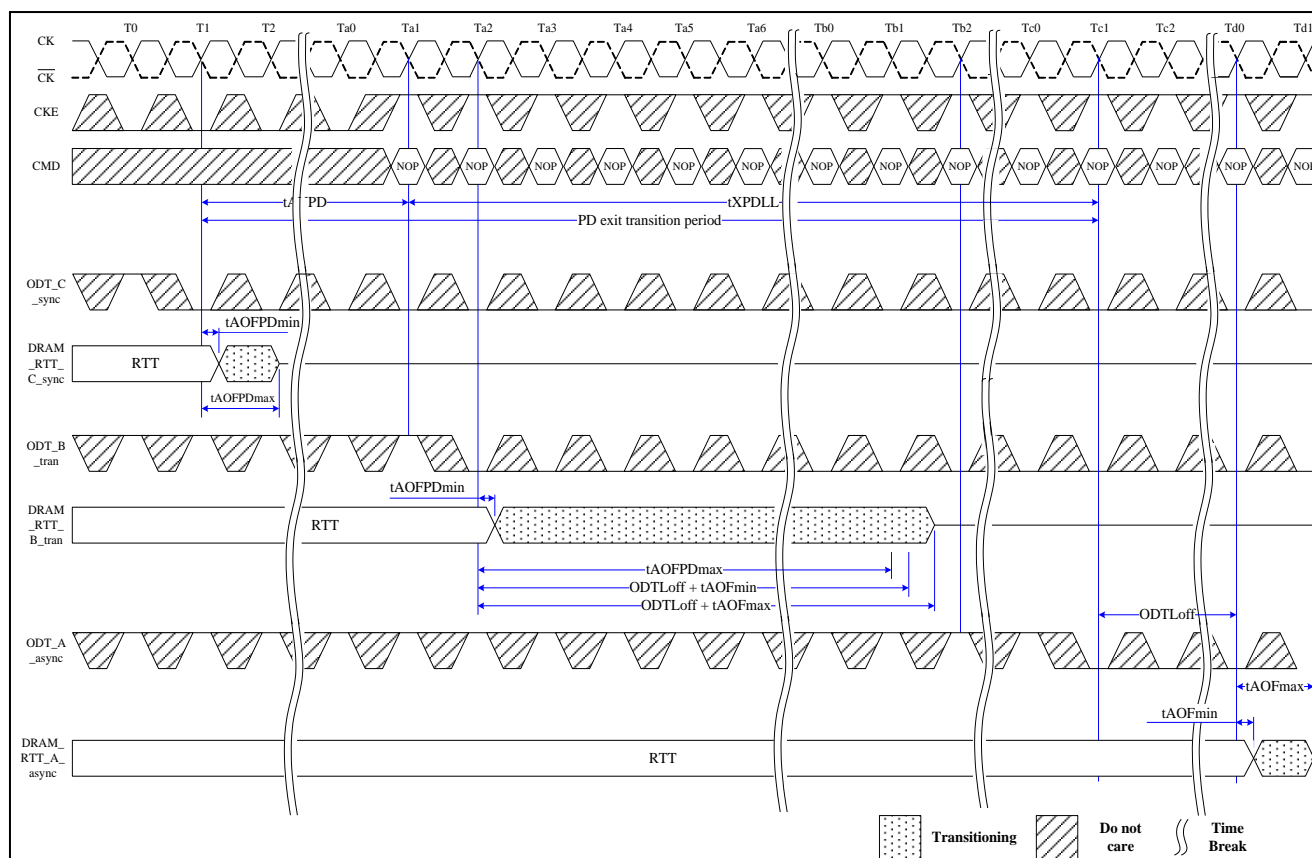 T0 T1 T2 Ta0 Ta1 Ta2 Ta3 Ta4 Ta5 Ta6 Tb0 Tb1 Tb2 Tc0 Tc1 Tc2 Td0 Td1
CK
CK
CKE
CMD
NOP NOP NOP NOP NOP NOP NOP NOP NOP NOP NOP NOP NOP NOP
tXPDLL
PD exit transition period
ODT_C
_sync
tAOFPDmin
DRAM
_RTT_
C_sync
RTT
tAOFPDmax
ODT_B
_tran
tAOFPDmin
DRAM
_RTT_
B_tran
RTT
tAOFPDmax
ODTLoff + tAOFmin
ODTLoff + tAOFmax
ODTLoff
ODT_A
_async
tAOFmax
tAOFmin
DRAM_
RTT_A_
async
RTT
Transitioning
Do not
care
Time
Break